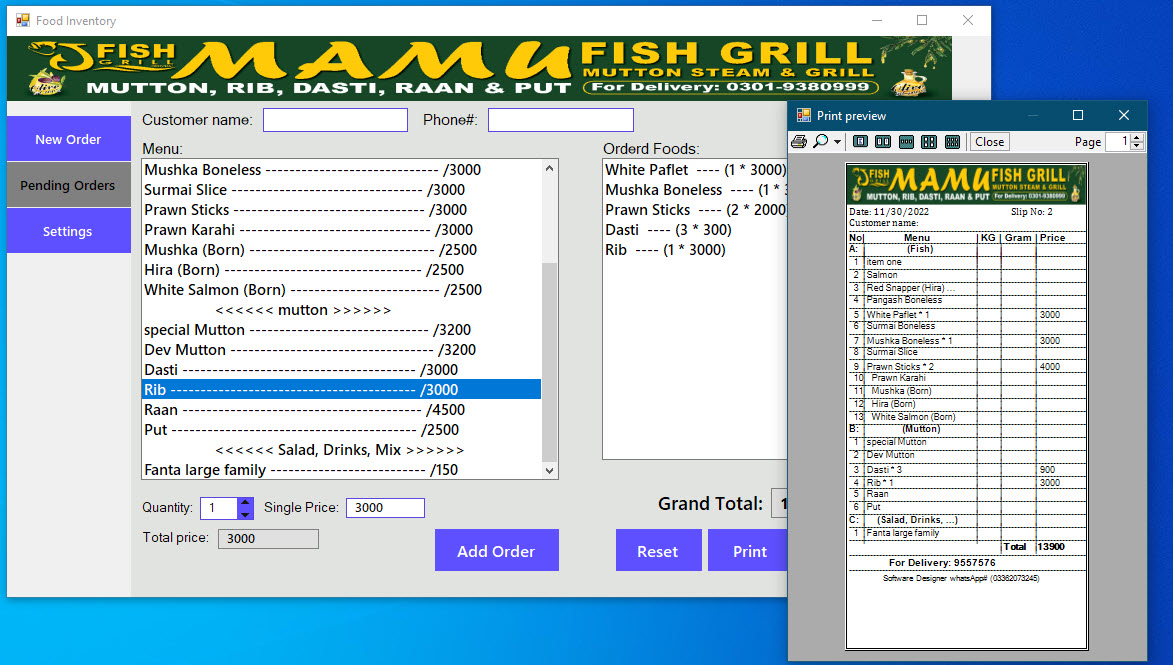 Food Inventory
FISH GRILL
MAMU
FISH GRILL
MUTTON STEAM & GRILL
MUTTON, RIB, DASTI, RAAN & PUT
For Delivery: 0301-9380999
New Order
Pending Orders
Settings
Customer name:
Phone#:
Menu:
Mushka Boneless ----------------------------- /3000
Surmai Slice -------------------------------- /3000
Prawn Sticks -------------------------------- /3000
Prawn Karahi -------------------------------- /3000
Mushka (Born) -------------------------------- /2500
Hira (Born) --------------------------------- /2500
White Salmon (Born) ------------------------- /2500
<<<<<< mutton >>>>>>
special Mutton ------------------------------ /3200
Dev Mutton ---------------------------------- /3200
Dasti --------------------------------------- /3000
Rib ----------------------------------------- /3000
Raan ---------------------------------------- /4500
Put ----------------------------------------- /2500
<<<<<< Salad, Drinks, Mix >>>>>>
Fanta large family -------------------------- /150
Quantity: 1
Single Price: 3000
Total price: 3000
Add Order
Orderd Foods:
White Paflet ---- (1 * 3000)
Mushka Boneless ---- (1 *
Prawn Sticks ---- (2 * 2000)
Dasti ---- (3 * 300)
Rib ---- (1 * 3000)
Grand Total: 1
Reset
Print
Print preview
Close
Page 1
FISH GRILL
MAMU
FISH GRILL
MUTTON STEAM & GRILL
MUTTON, RIB, DASTI, RAAN & PUT
For Delivery: 0301-9380999
Date: 11/30/2022 Slip No: 2
Customer name:
No| Menu | KG | Gram | Price
A: (Fish)
1 item one
2 Salmon
3 Red Snapper (Hira) ...
4 Pangash Boneless
5 White Paflet * 1 3000
6 Surmai Boneless
7 Mushka Boneless * 1 3000
8 Surmai Slice
9 Prawn Sticks * 2 4000
10 Prawn Karahi
11 Mushka (Born)
12 Hira (Born)
13 White Salmon (Born)
B: (Mutton)
1 special Mutton
2 Dev Mutton
3 Dasti * 3 900
4 Rib * 1 3000
5 Raan
6 Put
C: (Salad, Drinks, ...)
1 Fanta large family
Total 13900
For Delivery: 9557576
Software Designer whatsApp# (03362073245)